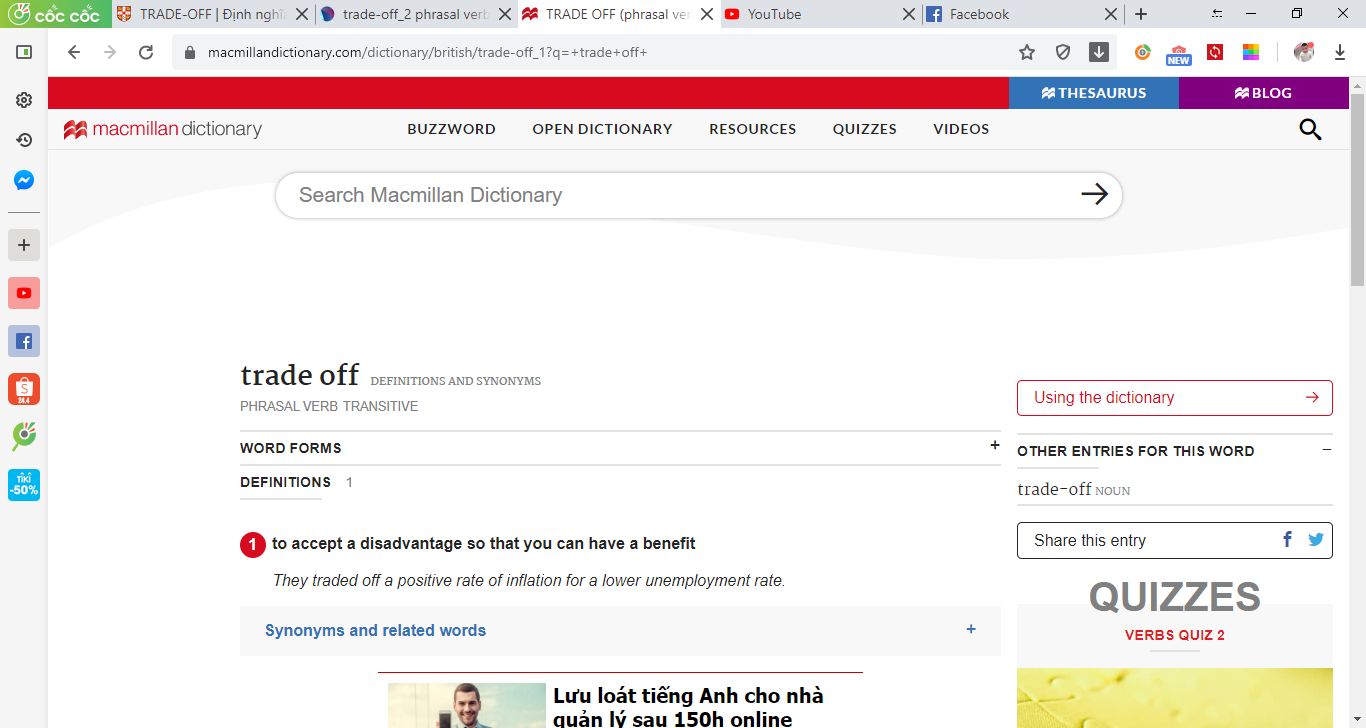 cốc cốc
TRADE-OFF | Định nghĩa
trade-off_2 phrasal verb
TRADE OFF (phrasal ver
YouTube
Facebook
macmillandictionary.com/dictionary/british/trade-off_1?q=+trade+off+
NEW
THESAURUS
BLOG
macmillan dictionary
BUZZWORD
OPEN DICTIONARY
RESOURCES
QUIZZES
VIDEOS
Search Macmillan Dictionary
24.4
TIKI
-50%
trade off DEFINITIONS AND SYNONYMS
PHRASAL VERB TRANSITIVE
WORD FORMS +
DEFINITIONS 1
1 to accept a disadvantage so that you can have a benefit
They traded off a positive rate of inflation for a lower unemployment rate.
Synonyms and related words +
Lưu loát tiếng Anh cho nhà
quản lý sau 150h online
Using the dictionary
OTHER ENTRIES FOR THIS WORD −
trade-off NOUN
Share this entry
QUIZZES
VERBS QUIZ 2